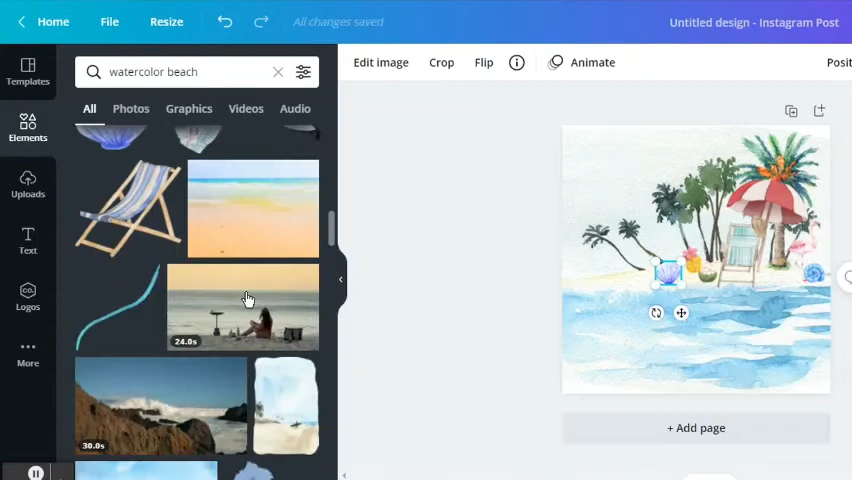 Home File Resize All changes saved Untitled design - Instagram Post
Templates
Elements
Uploads
Text
CO.
Logos
More
watercolor beach
All Photos Graphics Videos Audio
24.0s
30.0s
Edit image Crop Flip Animate Posit
+ Add page